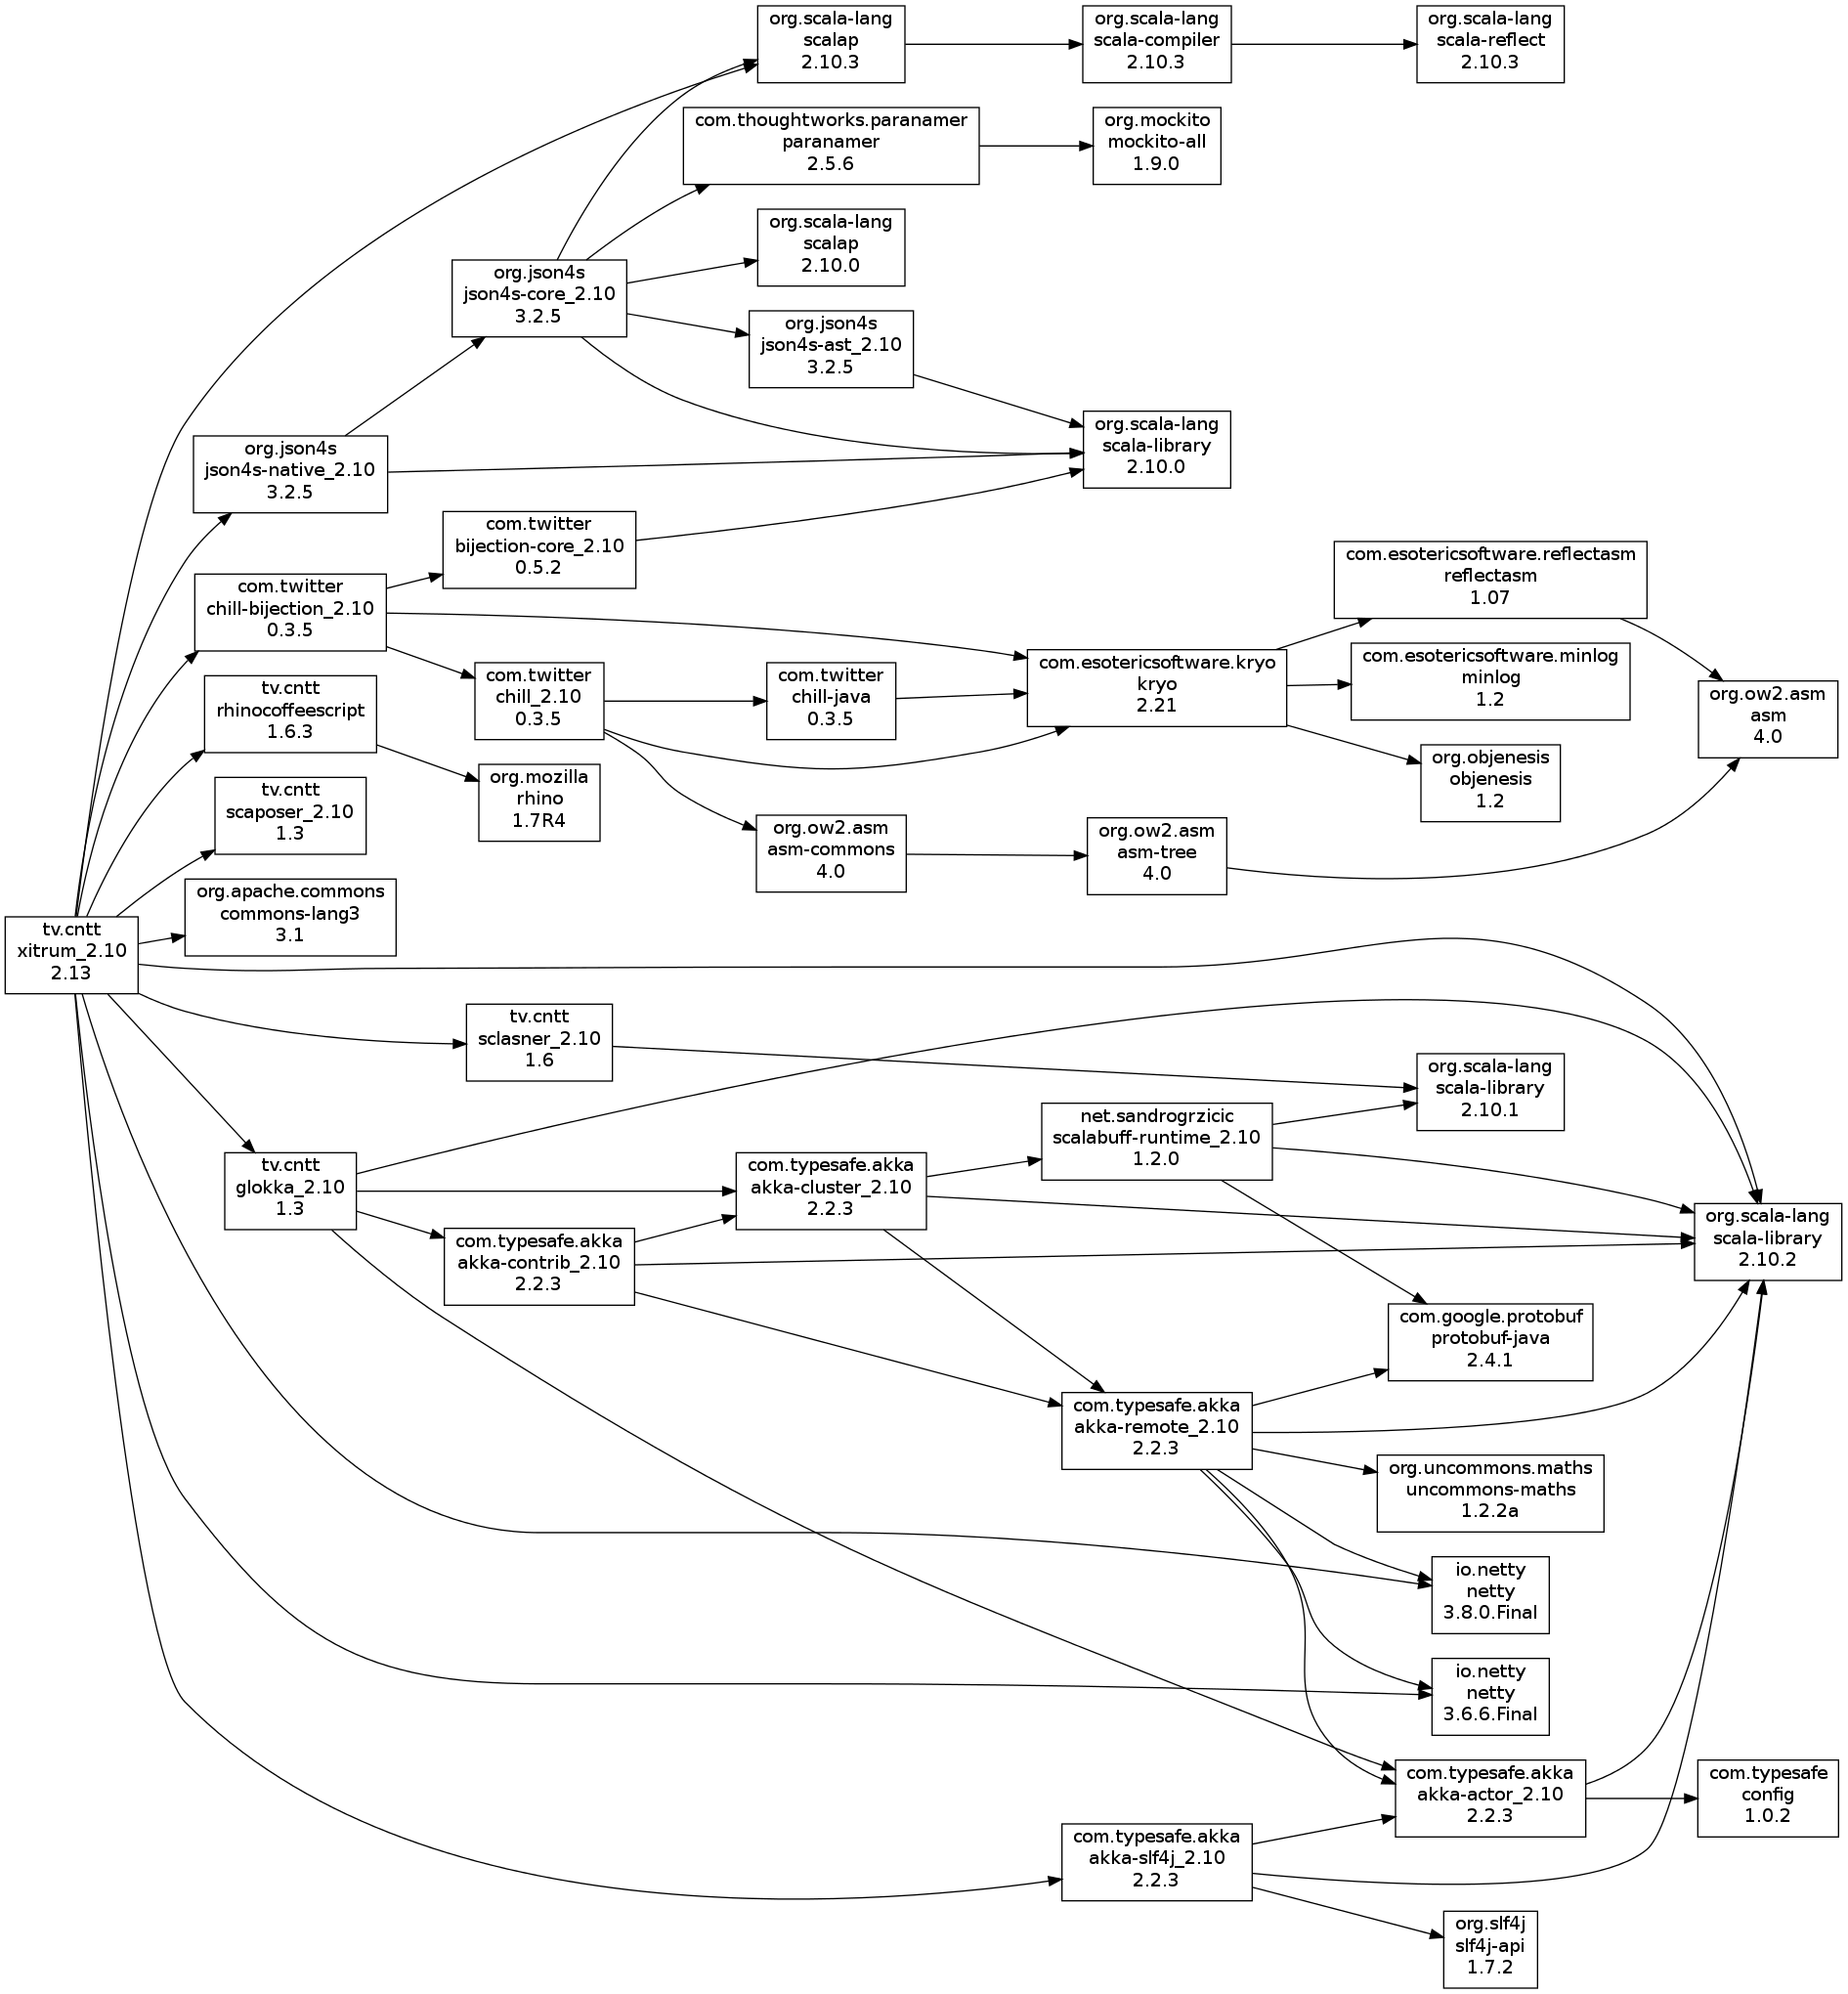 org.scala-lang
scalap
2.10.3
org.scala-lang
scala-compiler
2.10.3
org.scala-lang
scala-reflect
2.10.3
com.thoughtworks.paranamer
paranamer
2.5.6
org.mockito
mockito-all
1.9.0
org.scala-lang
scalap
2.10.0
org.json4s
json4s-core_2.10
3.2.5
org.json4s
json4s-ast_2.10
3.2.5
org.scala-lang
scala-library
2.10.0
org.json4s
json4s-native_2.10
3.2.5
com.twitter
bijection-core_2.10
0.5.2
com.esotericsoftware.reflectasm
reflectasm
1.07
com.twitter
chill-bijection_2.10
0.3.5
com.esotericsoftware.kryo
kryo
2.21
com.esotericsoftware.minlog
minlog
1.2
com.twitter
chill_2.10
0.3.5
com.twitter
chill-java
0.3.5
org.ow2.asm
asm
4.0
tv.cntt
rhinocoffeescript
1.6.3
org.objenesis
objenesis
1.2
org.mozilla
rhino
1.7R4
tv.cntt
scaposer_2.10
1.3
org.ow2.asm
asm-commons
4.0
org.ow2.asm
asm-tree
4.0
org.apache.commons
commons-lang3
3.1
tv.cntt
xitrum_2.10
2.13
tv.cntt
sclasner_2.10
1.6
org.scala-lang
scala-library
2.10.1
net.sandrogrzicic
scalabuff-runtime_2.10
1.2.0
tv.cntt
glokka_2.10
1.3
com.typesafe.akka
akka-cluster_2.10
2.2.3
org.scala-lang
scala-library
2.10.2
com.typesafe.akka
akka-contrib_2.10
2.2.3
com.google.protobuf
protobuf-java
2.4.1
com.typesafe.akka
akka-remote_2.10
2.2.3
org.uncommons.maths
uncommons-maths
1.2.2a
io.netty
netty
3.8.0.Final
io.netty
netty
3.6.6.Final
com.typesafe.akka
akka-actor_2.10
2.2.3
com.typesafe
config
1.0.2
com.typesafe.akka
akka-slf4j_2.10
2.2.3
org.slf4j
slf4j-api
1.7.2